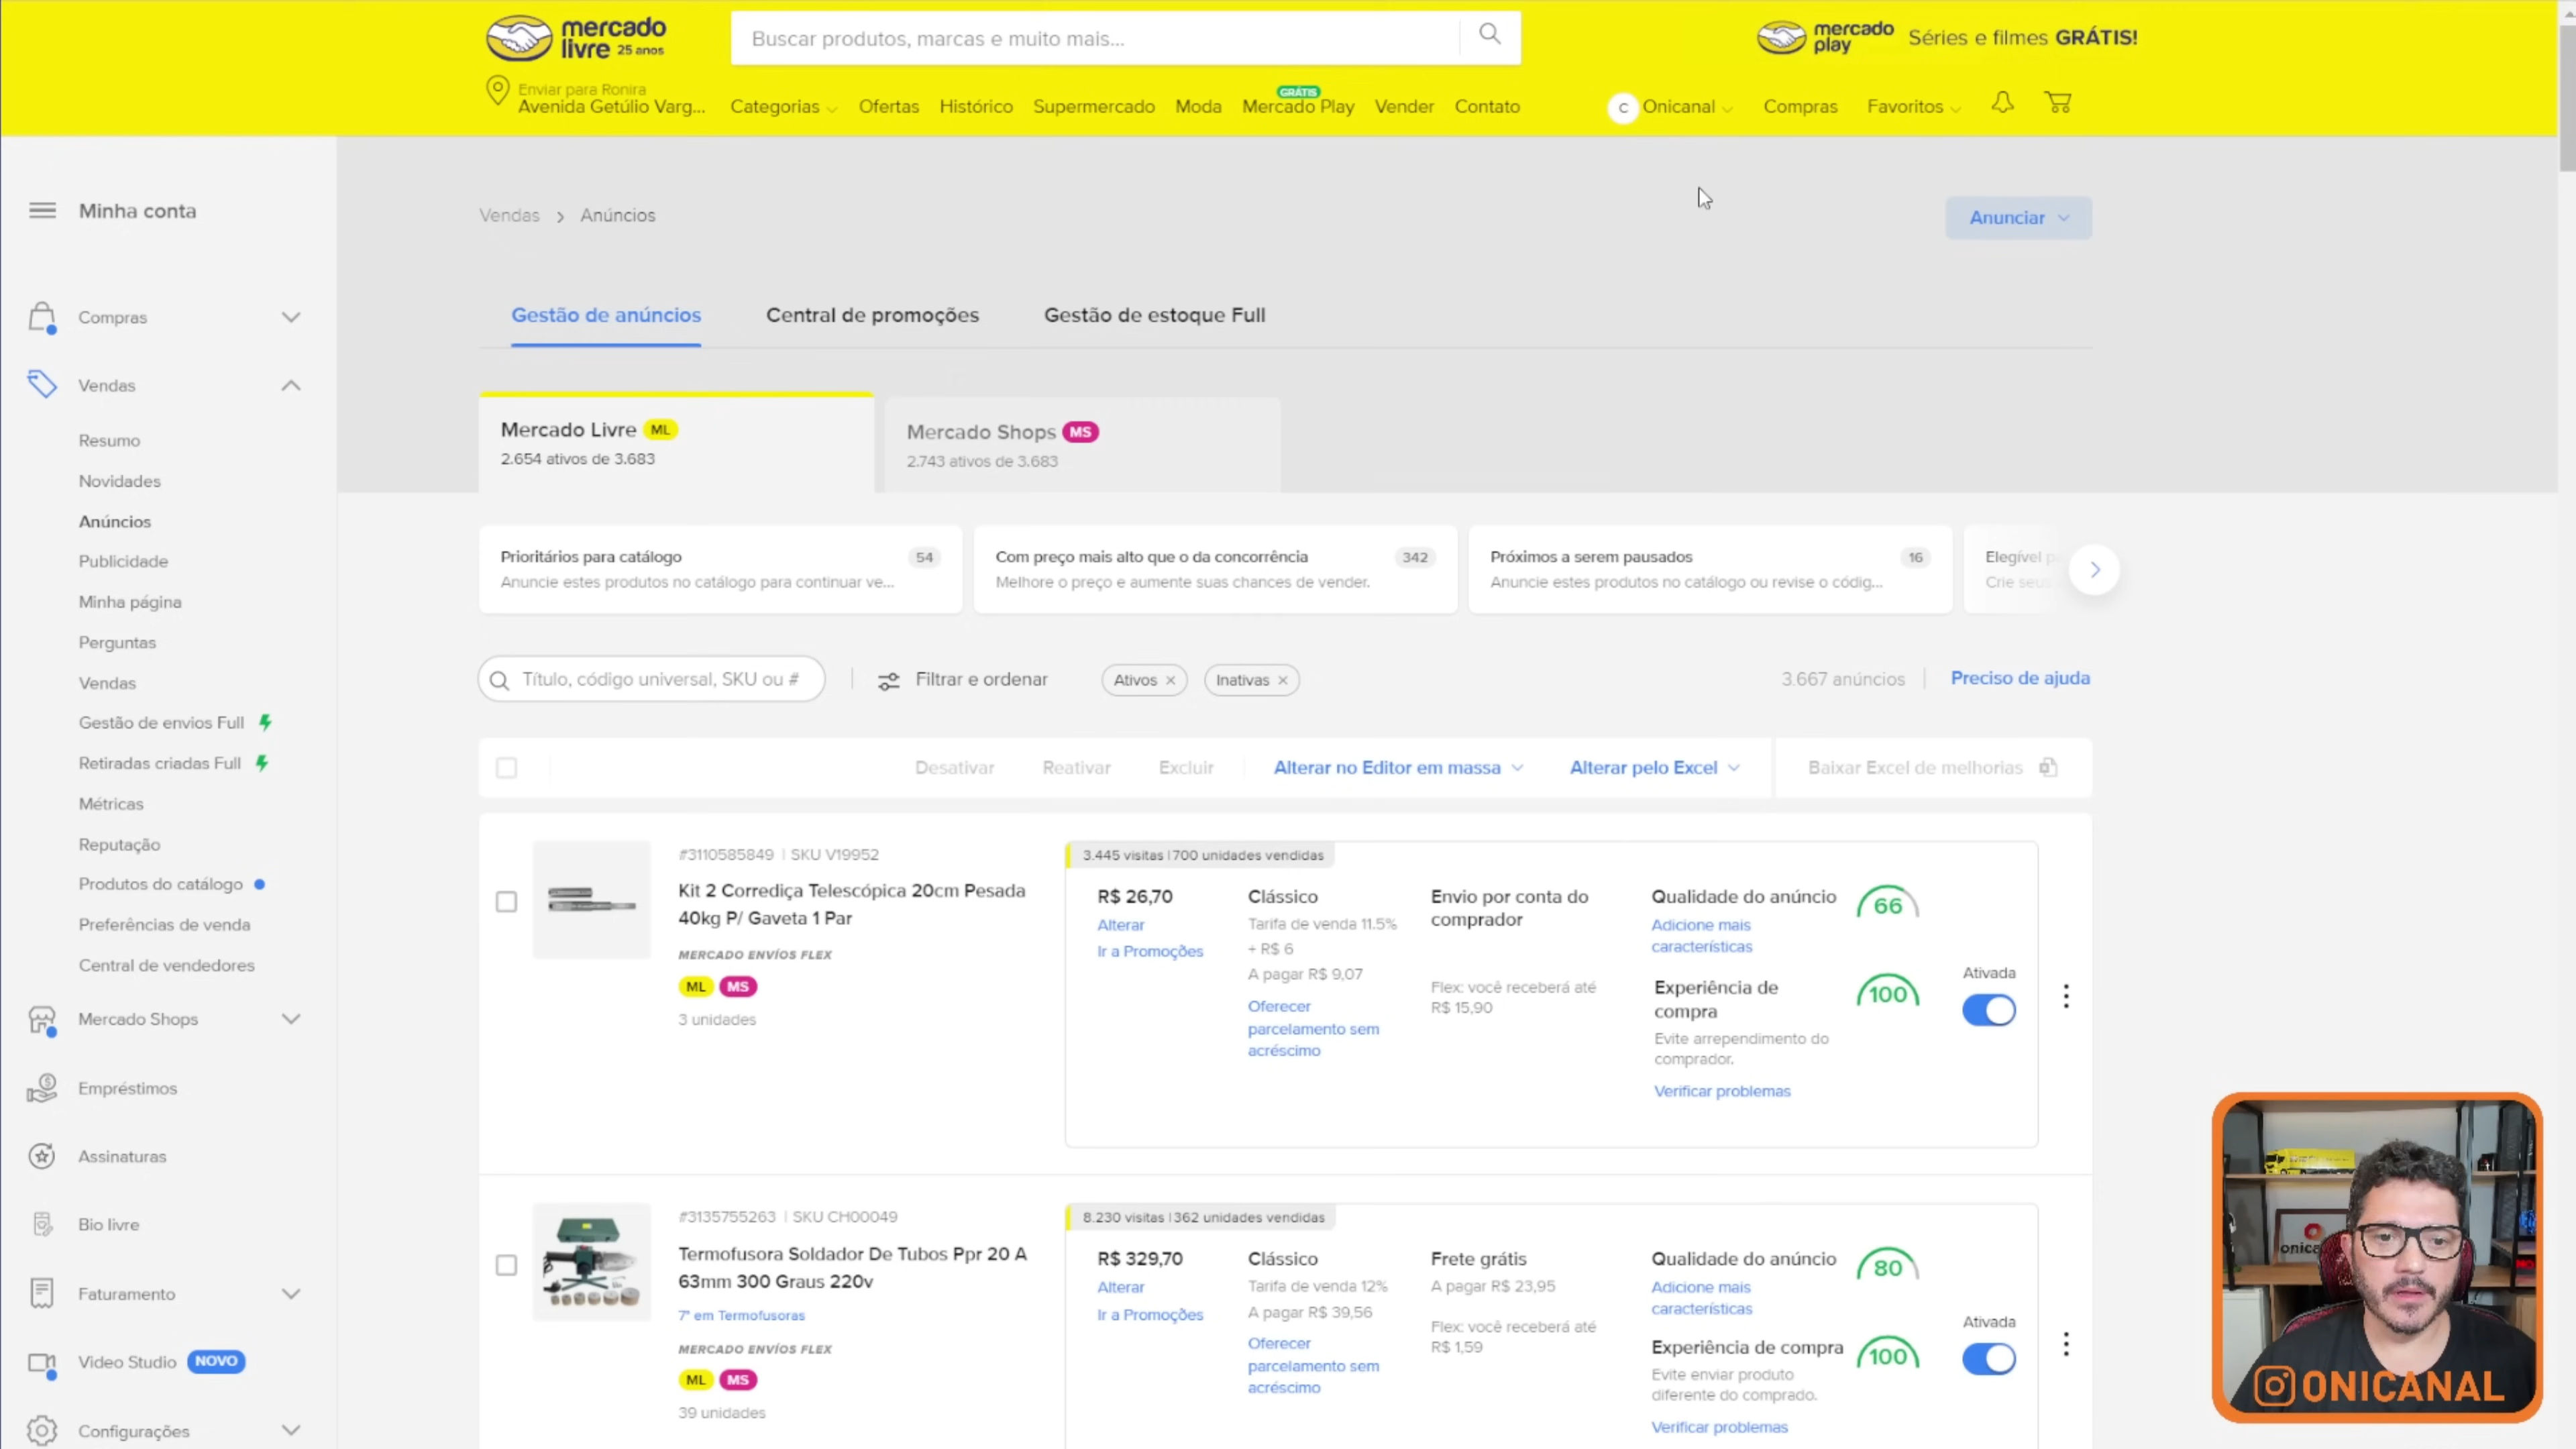 mercado
livre 25 anos
Buscar produtos, marcas e muito mais...
mercado
play
Séries e filmes GRÁTIS!
Enviar para Ronira
Avenida Getúlio Varg...
Categorias
Ofertas
Histórico
Supermercado
Moda
GRÁTIS
Mercado Play
Vender
Contato
C Onicanal
Compras
Favoritos
Minha conta
Compras
Vendas
Resumo
Novidades
Anúncios
Publicidade
Minha página
Perguntas
Vendas
Gestão de envios Full
Retiradas criadas Full
Métricas
Reputação
Produtos do catálogo
Preferências de venda
Central de vendedores
Mercado Shops
Empréstimos
Assinaturas
Bio livre
Faturamento
Video Studio NOVO
Configurações
Vendas > Anúncios
Anunciar
Gestão de anúncios
Central de promoções
Gestão de estoque Full
Mercado Livre ML
2.654 ativos de 3.683
Mercado Shops MS
2.743 ativos de 3.683
Prioritários para catálogo 54
Anuncie estes produtos no catálogo para continuar ve...
Com preço mais alto que o da concorrência 342
Melhore o preço e aumente suas chances de vender.
Próximos a serem pausados 16
Anuncie estes produtos no catálogo ou revise o códig...
Elegível
Crie
Título, código universal, SKU ou #
Filtrar e ordenar
Ativos ×
Inativas ×
3.667 anúncios
Preciso de ajuda
Desativar
Reativar
Excluir
Alterar no Editor em massa
Alterar pelo Excel
Baixar Excel de melhorias
#3110585849 | SKU V19952
Kit 2 Corrediça Telescópica 20cm Pesada
40kg P/ Gaveta 1 Par
MERCADO ENVÍOS FLEX
ML MS
3 unidades
3.445 visitas | 700 unidades vendidas
R$ 26,70
Alterar
Ir a Promoções
Clássico
Tarifa de venda 11.5%
+ R$ 6
A pagar R$ 9,07
Oferecer
parcelamento sem
acréscimo
Envio por conta do
comprador
Flex: você receberá até
R$ 15,90
Qualidade do anúncio 66
Adicione mais
características
Experiência de
compra 100
Evite arrependimento do
comprador.
Verificar problemas
Ativada
#3135755263 | SKU CH00049
Termofusora Soldador De Tubos Ppr 20 A
63mm 300 Graus 220v
7º em Termofusoras
MERCADO ENVÍOS FLEX
ML MS
39 unidades
8.230 visitas | 362 unidades vendidas
R$ 329,70
Alterar
Ir a Promoções
Clássico
Tarifa de venda 12%
A pagar R$ 39,56
Oferecer
parcelamento sem
acréscimo
Frete grátis
A pagar R$ 23,95
Flex: você receberá até
R$ 1,59
Qualidade do anúncio 80
Adicione mais
características
Experiência de compra 100
Evite enviar produto
diferente do comprado.
Verificar problemas
Ativada
ONICANAL